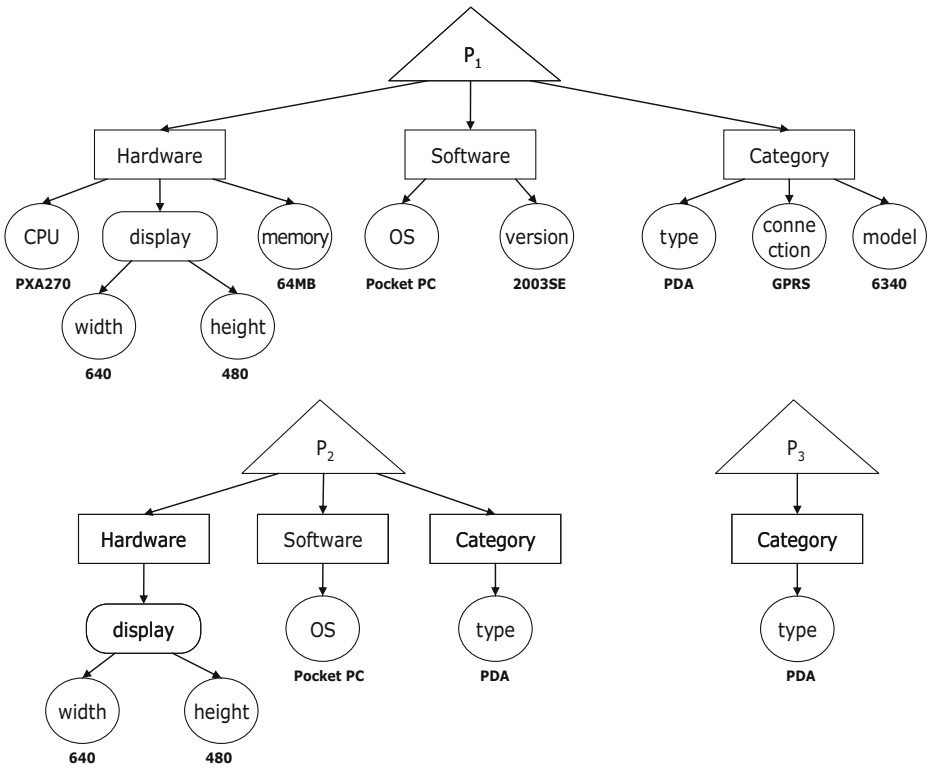 P1
Hardware
Software
Category
CPU
display
memory
OS
version
type
conne
ction
model
PXA270
64MB
Pocket PC
2003SE
PDA
GPRS
6340
width
height
640
480
P2
P3
Hardware
Software
Category
Category
display
OS
type
type
Pocket PC
PDA
PDA
width
height
640
480